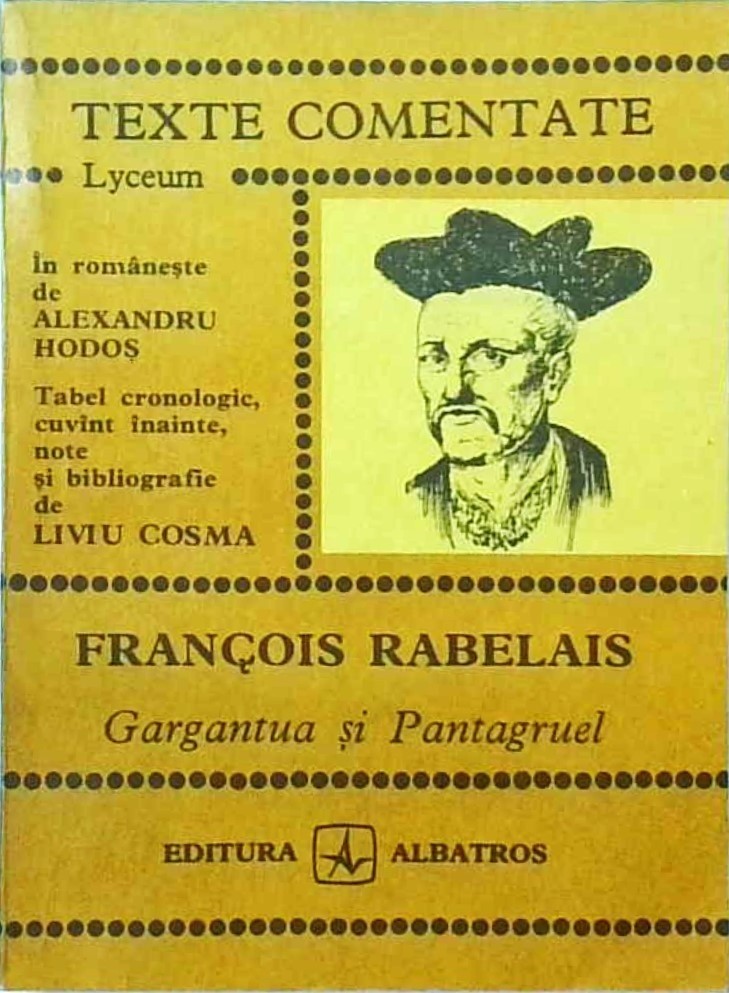 TEXTE COMENTATE
Lyceum
În românește
de
ALEXANDRU
HODOȘ
Tabel cronologic,
cuvînt înainte,
note
și bibliografie
de
LIVIU COSMA
FRANÇOIS RABELAIS
Gargantua și Pantagruel
EDITURA ALBATROS